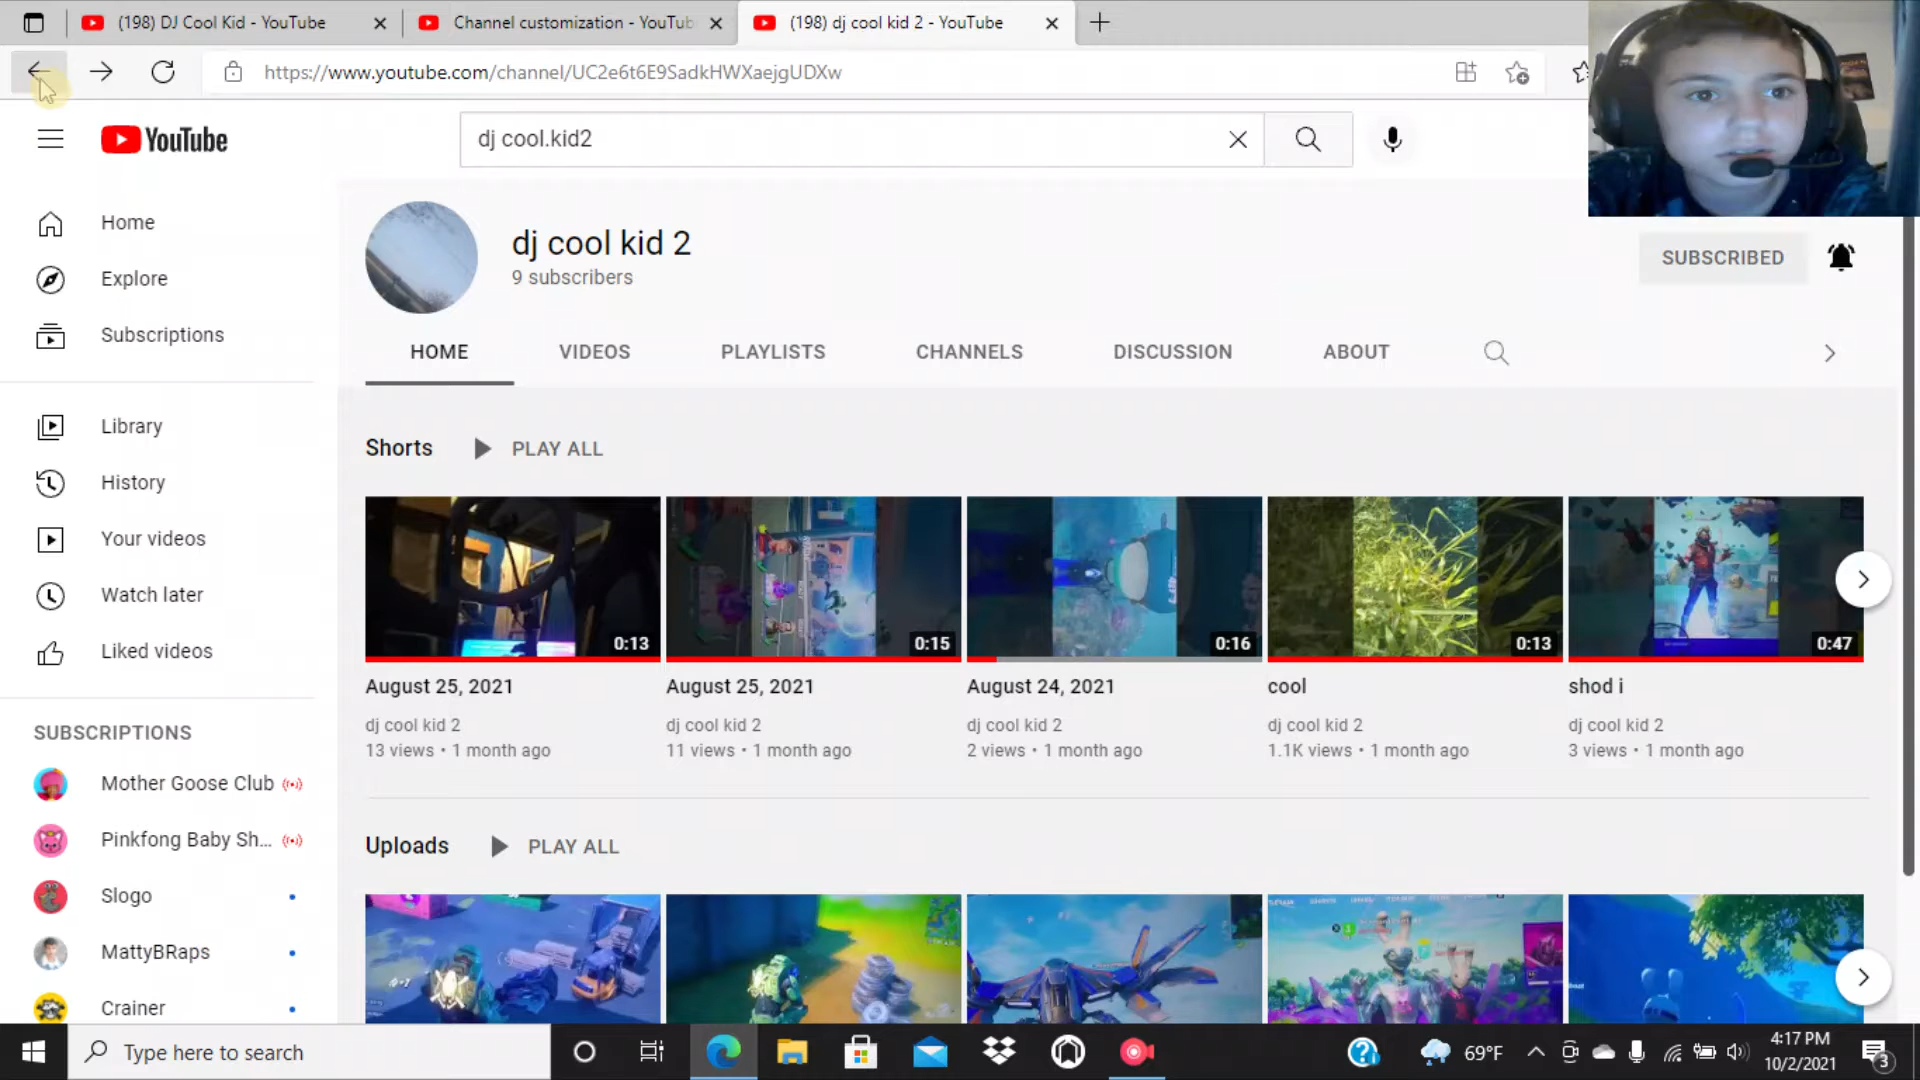 (198) DJ Cool Kid - YouTube
Channel customization - YouTub
(198) dj cool kid 2 - YouTube
https://www.youtube.com/channel/UC2e6t6E9SadkHWXaejgUDXw
YouTube
dj cool.kid2
Home
Explore
Subscriptions
Library
History
Your videos
Watch later
Liked videos
SUBSCRIPTIONS
Mother Goose Club
Pinkfong Baby Sh...
Slogo
MattyBRaps
Crainer
dj cool kid 2
9 subscribers
SUBSCRIBED
HOME VIDEOS PLAYLISTS CHANNELS DISCUSSION ABOUT
Shorts PLAY ALL
0:13 0:15 0:16 0:13 0:47
August 25, 2021 August 25, 2021 August 24, 2021 cool shod i
dj cool kid 2 dj cool kid 2 dj cool kid 2 dj cool kid 2 dj cool kid 2
13 views • 1 month ago 11 views • 1 month ago 2 views • 1 month ago 1.1K views • 1 month ago 3 views • 1 month ago
Uploads PLAY ALL
Type here to search
69°F
4:17 PM
10/2/2021
3